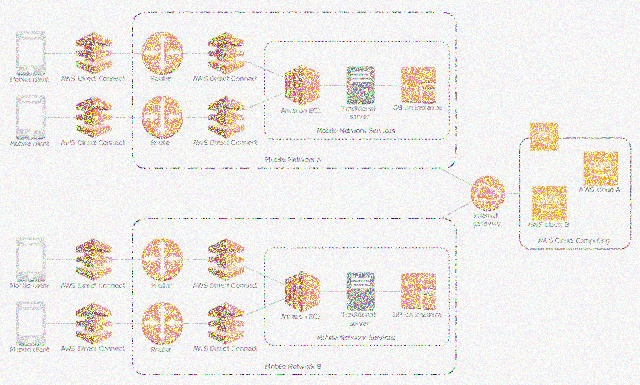 Mobile client
AWS Direct Connect
Router
AWS Direct Connect
Amazon EC2
Traditional
server
DB on instance
Mobile client
AWS Direct Connect
Router
AWS Direct Connect
Mobile Network Services
Mobile Network A
Internet
gateway
AWS Cloud A
AWS Cloud B
AWS Cloud Computing
Mobile client
AWS Direct Connect
Router
AWS Direct Connect
Amazon EC2
Traditional
server
DB on instance
Mobile client
AWS Direct Connect
Router
AWS Direct Connect
Mobile Network Services
Mobile Network B